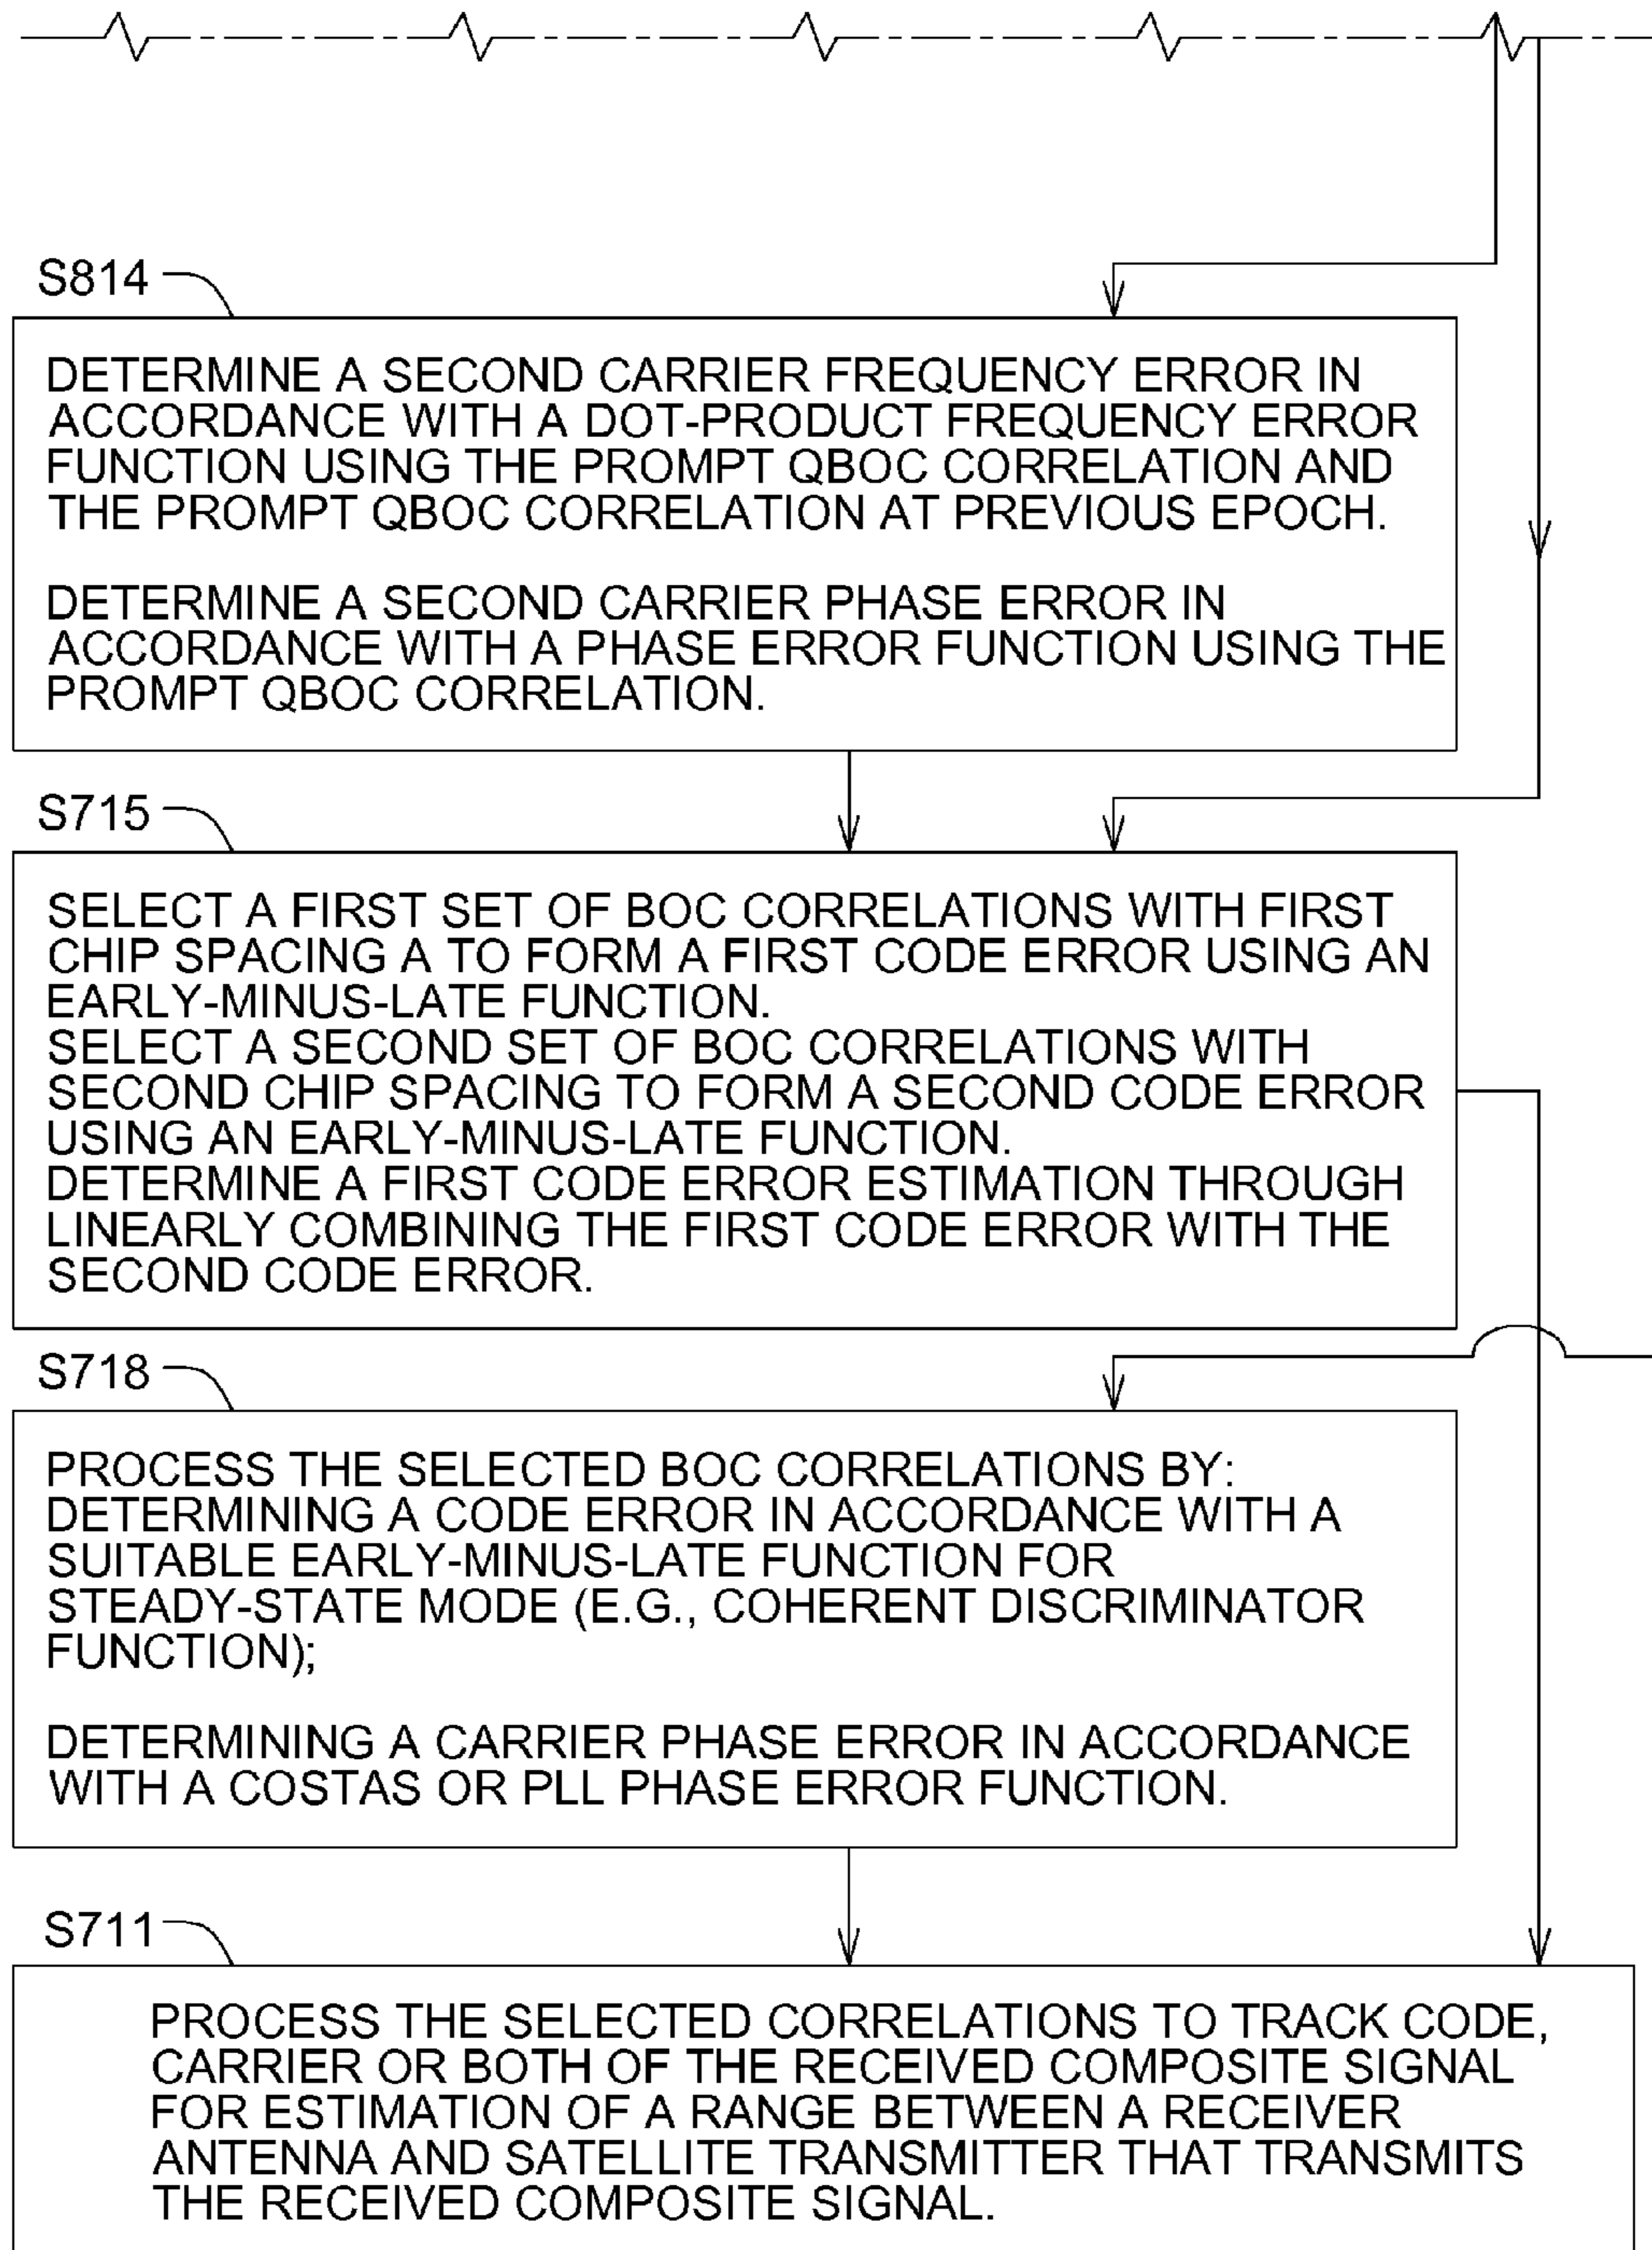 S814
DETERMINE A SECOND CARRIER FREQUENCY ERROR IN
ACCORDANCE WITH A DOT-PRODUCT FREQUENCY ERROR
FUNCTION USING THE PROMPT QBOC CORRELATION AND
THE PROMPT QBOC CORRELATION AT PREVIOUS EPOCH.
DETERMINE A SECOND CARRIER PHASE ERROR IN
ACCORDANCE WITH A PHASE ERROR FUNCTION USING THE
PROMPT QBOC CORRELATION.
S715
SELECT A FIRST SET OF BOC CORRELATIONS WITH FIRST
CHIP SPACING A TO FORM A FIRST CODE ERROR USING AN
EARLY-MINUS-LATE FUNCTION.
SELECT A SECOND SET OF BOC CORRELATIONS WITH
SECOND CHIP SPACING TO FORM A SECOND CODE ERROR
USING AN EARLY-MINUS-LATE FUNCTION.
DETERMINE A FIRST CODE ERROR ESTIMATION THROUGH
LINEARLY COMBINING THE FIRST CODE ERROR WITH THE
SECOND CODE ERROR.
S718
PROCESS THE SELECTED BOC CORRELATIONS BY:
DETERMINING A CODE ERROR IN ACCORDANCE WITH A
SUITABLE EARLY-MINUS-LATE FUNCTION FOR
STEADY-STATE MODE (E.G., COHERENT DISCRIMINATOR
FUNCTION);
DETERMINING A CARRIER PHASE ERROR IN ACCORDANCE
WITH A COSTAS OR PLL PHASE ERROR FUNCTION.
S711
PROCESS THE SELECTED CORRELATIONS TO TRACK CODE,
CARRIER OR BOTH OF THE RECEIVED COMPOSITE SIGNAL
FOR ESTIMATION OF A RANGE BETWEEN A RECEIVER
ANTENNA AND SATELLITE TRANSMITTER THAT TRANSMITS
THE RECEIVED COMPOSITE SIGNAL.